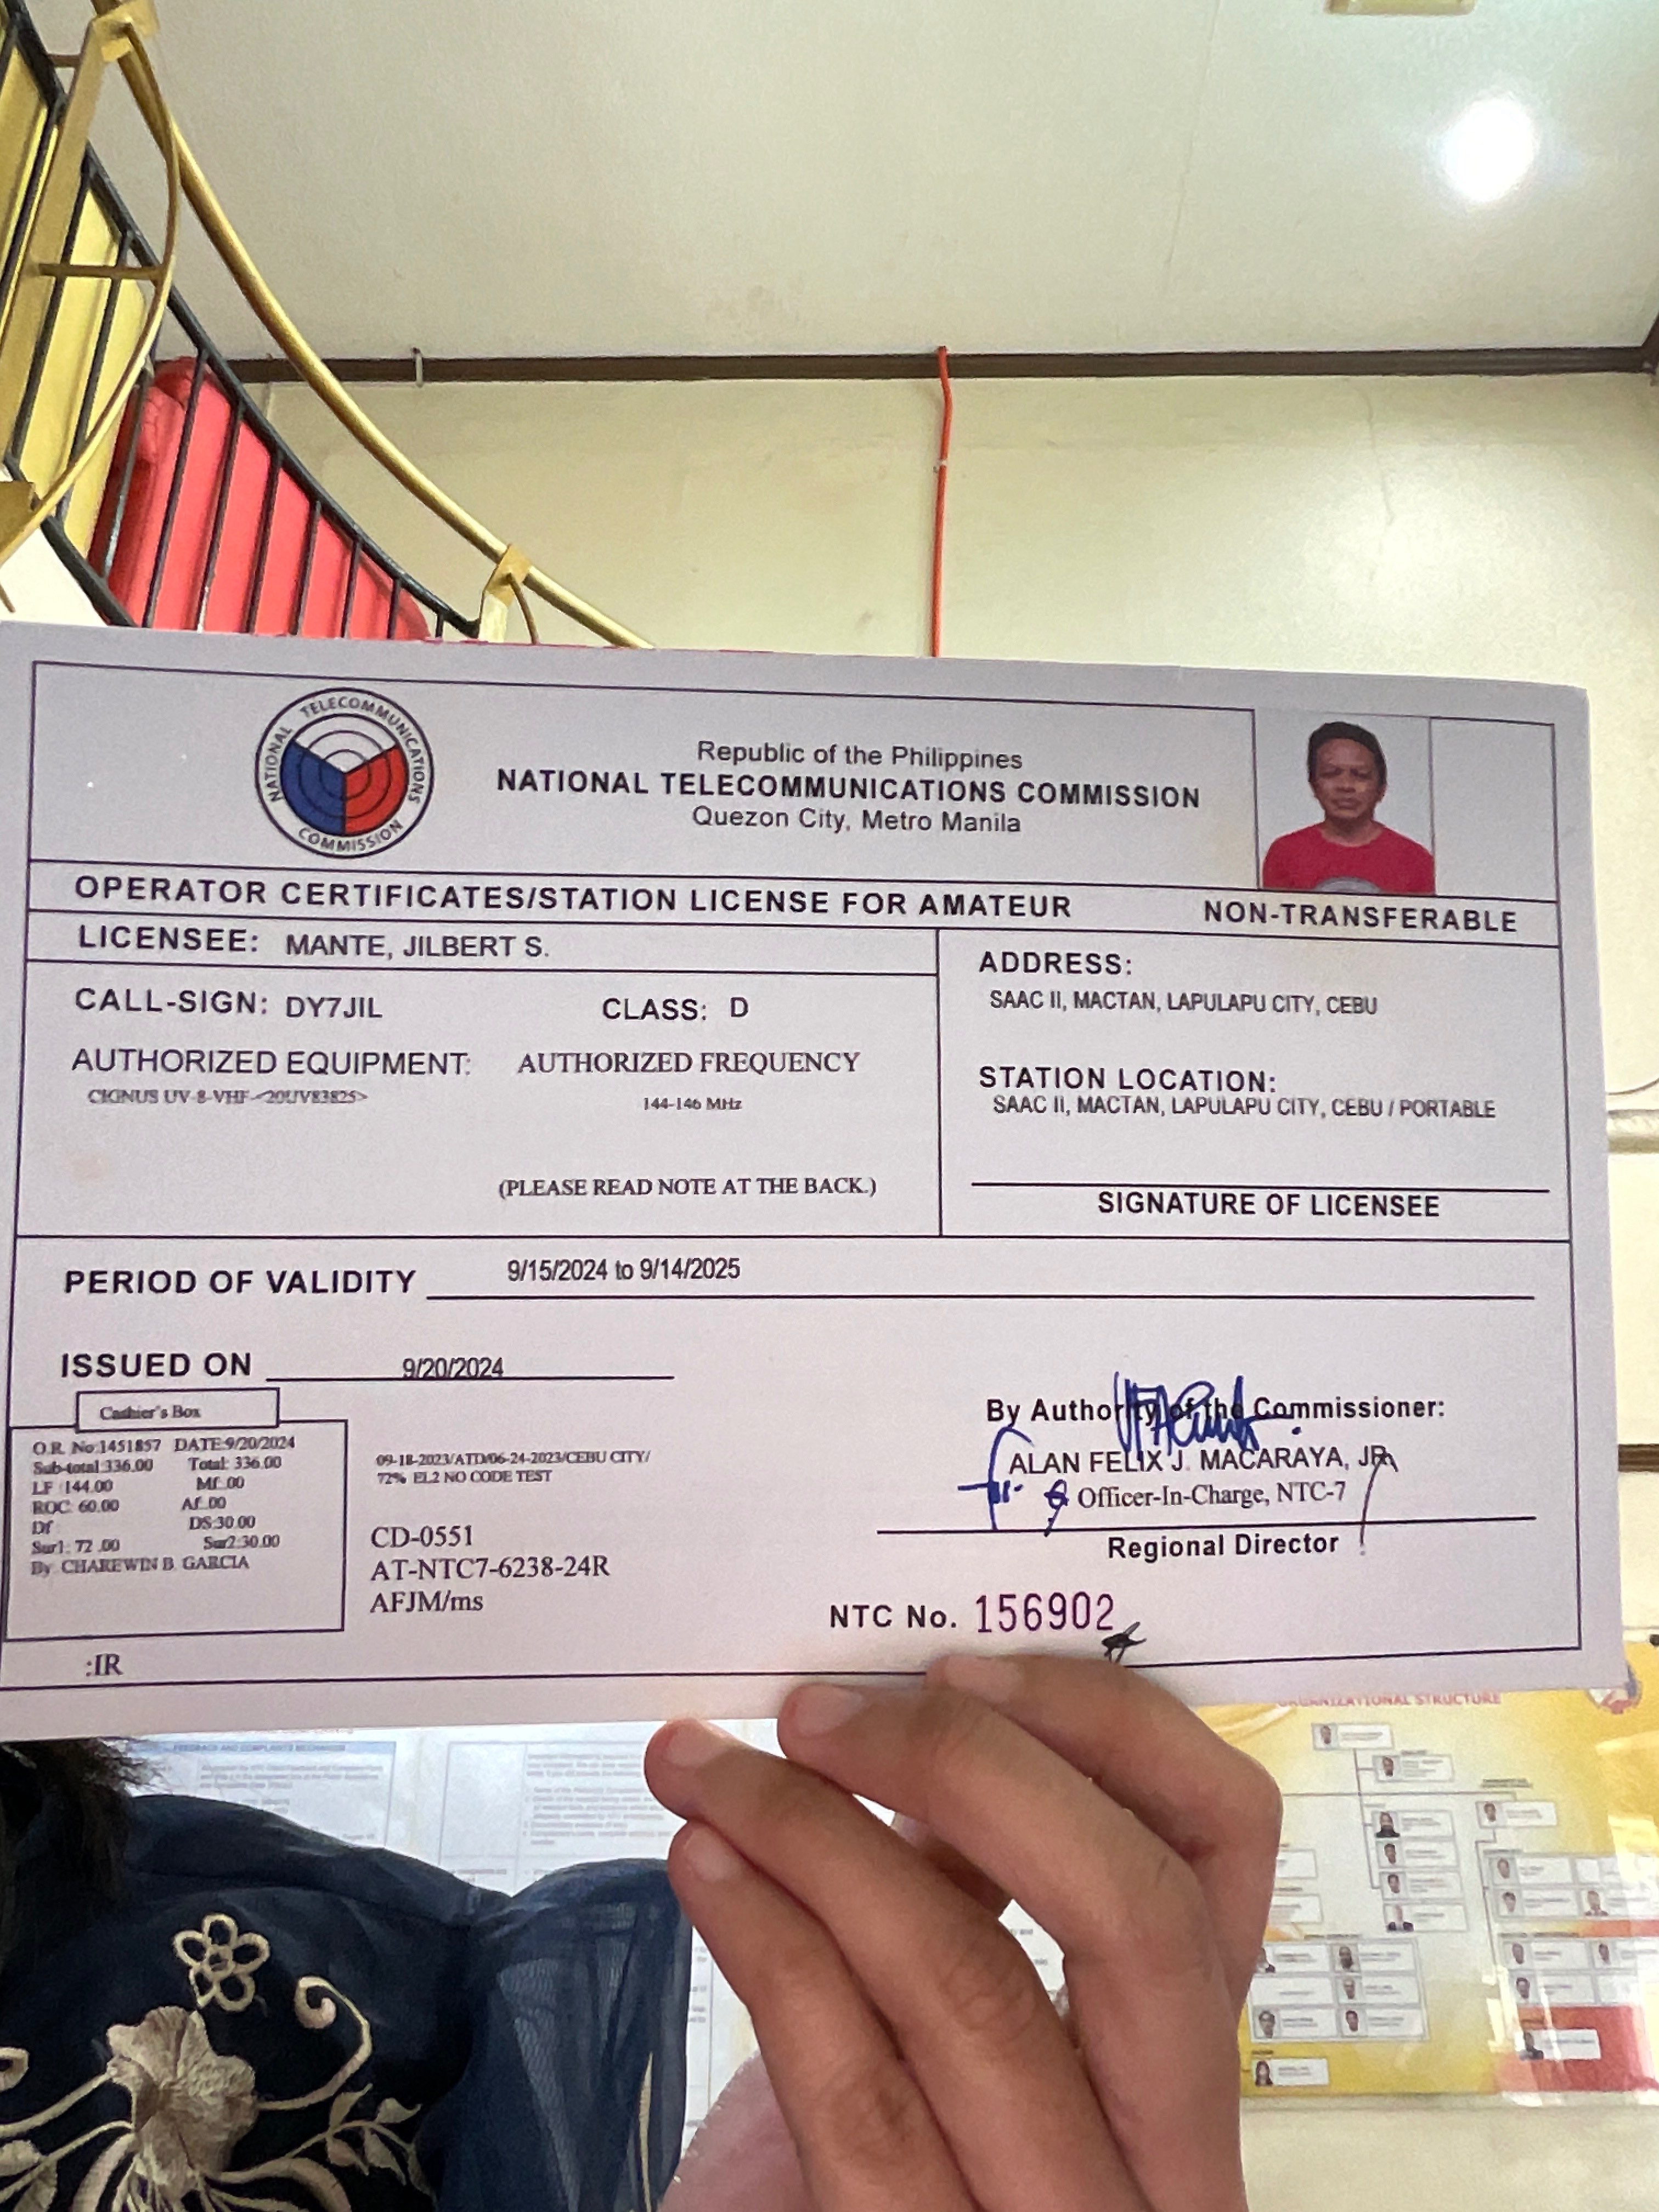 NATIONAL TELECOMMUNICATIONS COMMISSION
Republic of the Philippines
NATIONAL TELECOMMUNICATIONS COMMISSION
Quezon City, Metro Manila
OPERATOR CERTIFICATES/STATION LICENSE FOR AMATEUR NON-TRANSFERABLE
LICENSEE: MANTE, JILBERT S.
CALL-SIGN: DY7JIL CLASS: D
AUTHORIZED EQUIPMENT: AUTHORIZED FREQUENCY
CIGNUS UV-8-VHF-<20UV83825> 144-146 MHz
(PLEASE READ NOTE AT THE BACK.)
ADDRESS:
SAAC II, MACTAN, LAPULAPU CITY, CEBU
STATION LOCATION:
SAAC II, MACTAN, LAPULAPU CITY, CEBU / PORTABLE
SIGNATURE OF LICENSEE
PERIOD OF VALIDITY 9/15/2024 to 9/14/2025
ISSUED ON 9/20/2024
Cashier's Box
O.R. No:1451857 DATE:9/20/2024
Sub-total:336.00 Total: 336.00
LF :144.00 Mf:.00
ROC: 60.00 Af:.00
Df : DS:30.00
Sur1: 72 .00 Sur2:30.00
By: CHAREWIN B. GARCIA
:IR
09-18-2023/ATD/06-24-2023/CEBU CITY/
72% EL2 NO CODE TEST
CD-0551
AT-NTC7-6238-24R
AFJM/ms
By Authority of the Commissioner:
ALAN FELIX J. MACARAYA, JR.
Officer-In-Charge, NTC-7
Regional Director
NTC No. 156902
ORGANIZATIONAL STRUCTURE
FEEDBACK AND COMPLAINTS MECHANISM